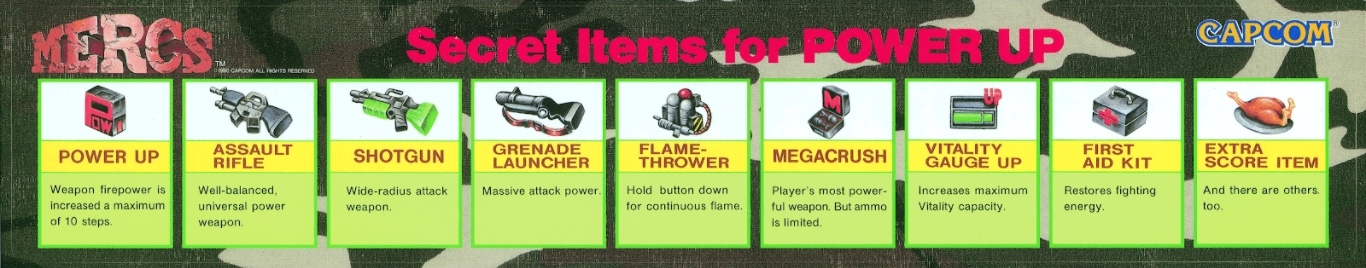 MERCS
TM
©1990 CAPCOM ALL RIGHTS RESERVED
Secret Items for POWER UP
CAPCOM®
POW
POWER UP
Weapon firepower is
increased a maximum
of 10 steps.
ASSAULT
RIFLE
Well-balanced,
universal power
weapon.
SHOTGUN
Wide-radius attack
weapon.
GRENADE
LAUNCHER
Massive attack power.
FLAME-
THROWER
Hold button down
for continuous flame.
M
MEGACRUSH
Player's most power-
ful weapon. But ammo
is limited.
UP
VITALITY
GAUGE UP
Increases maximum
Vitality capacity.
FIRST
AID KIT
Restores fighting
energy.
EXTRA
SCORE ITEM
And there are others.
too.